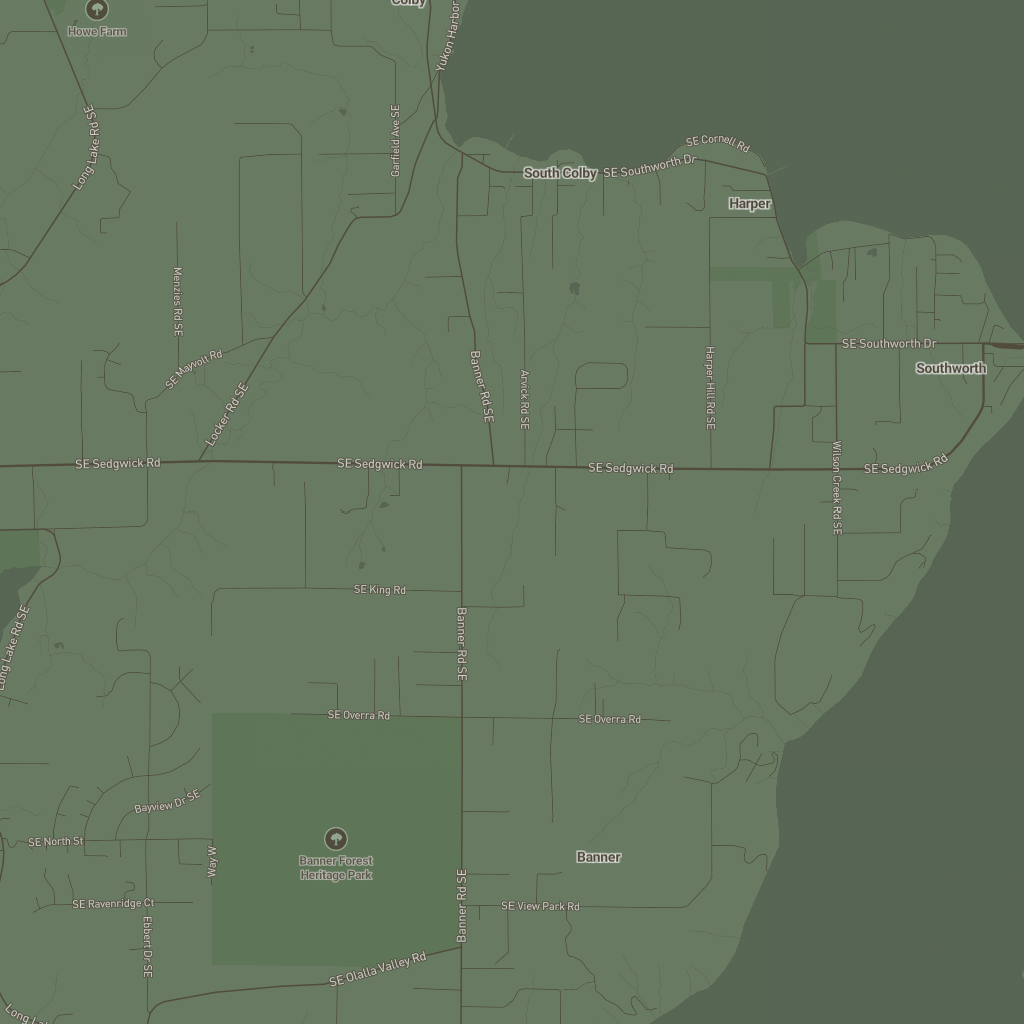 Colby
Howe Farm
Yukon Harbor
Long Lake Rd SE
Garfield Ave SE
SE Cornell Rd
South Colby
SE Southworth Dr
Harper
Menzies Rd SE
SE Southworth Dr
Southworth
SE Mayvolt Rd
Banner Rd SE
Arvick Rd SE
Harper Hill Rd SE
Locker Rd SE
SE Sedgwick Rd
SE Sedgwick Rd
SE Sedgwick Rd
SE Sedgwick Rd
Wilson Creek Rd SE
SE King Rd
Long Lake Rd SE
Banner Rd SE
SE Overra Rd
SE Overra Rd
Bayview Dr SE
SE North St
Way W
Banner Forest
Heritage Park
Banner
SE Ravenridge Ct
Banner Rd SE
SE View Park Rd
Ebbert Dr SE
SE Olalla Valley Rd
Long La